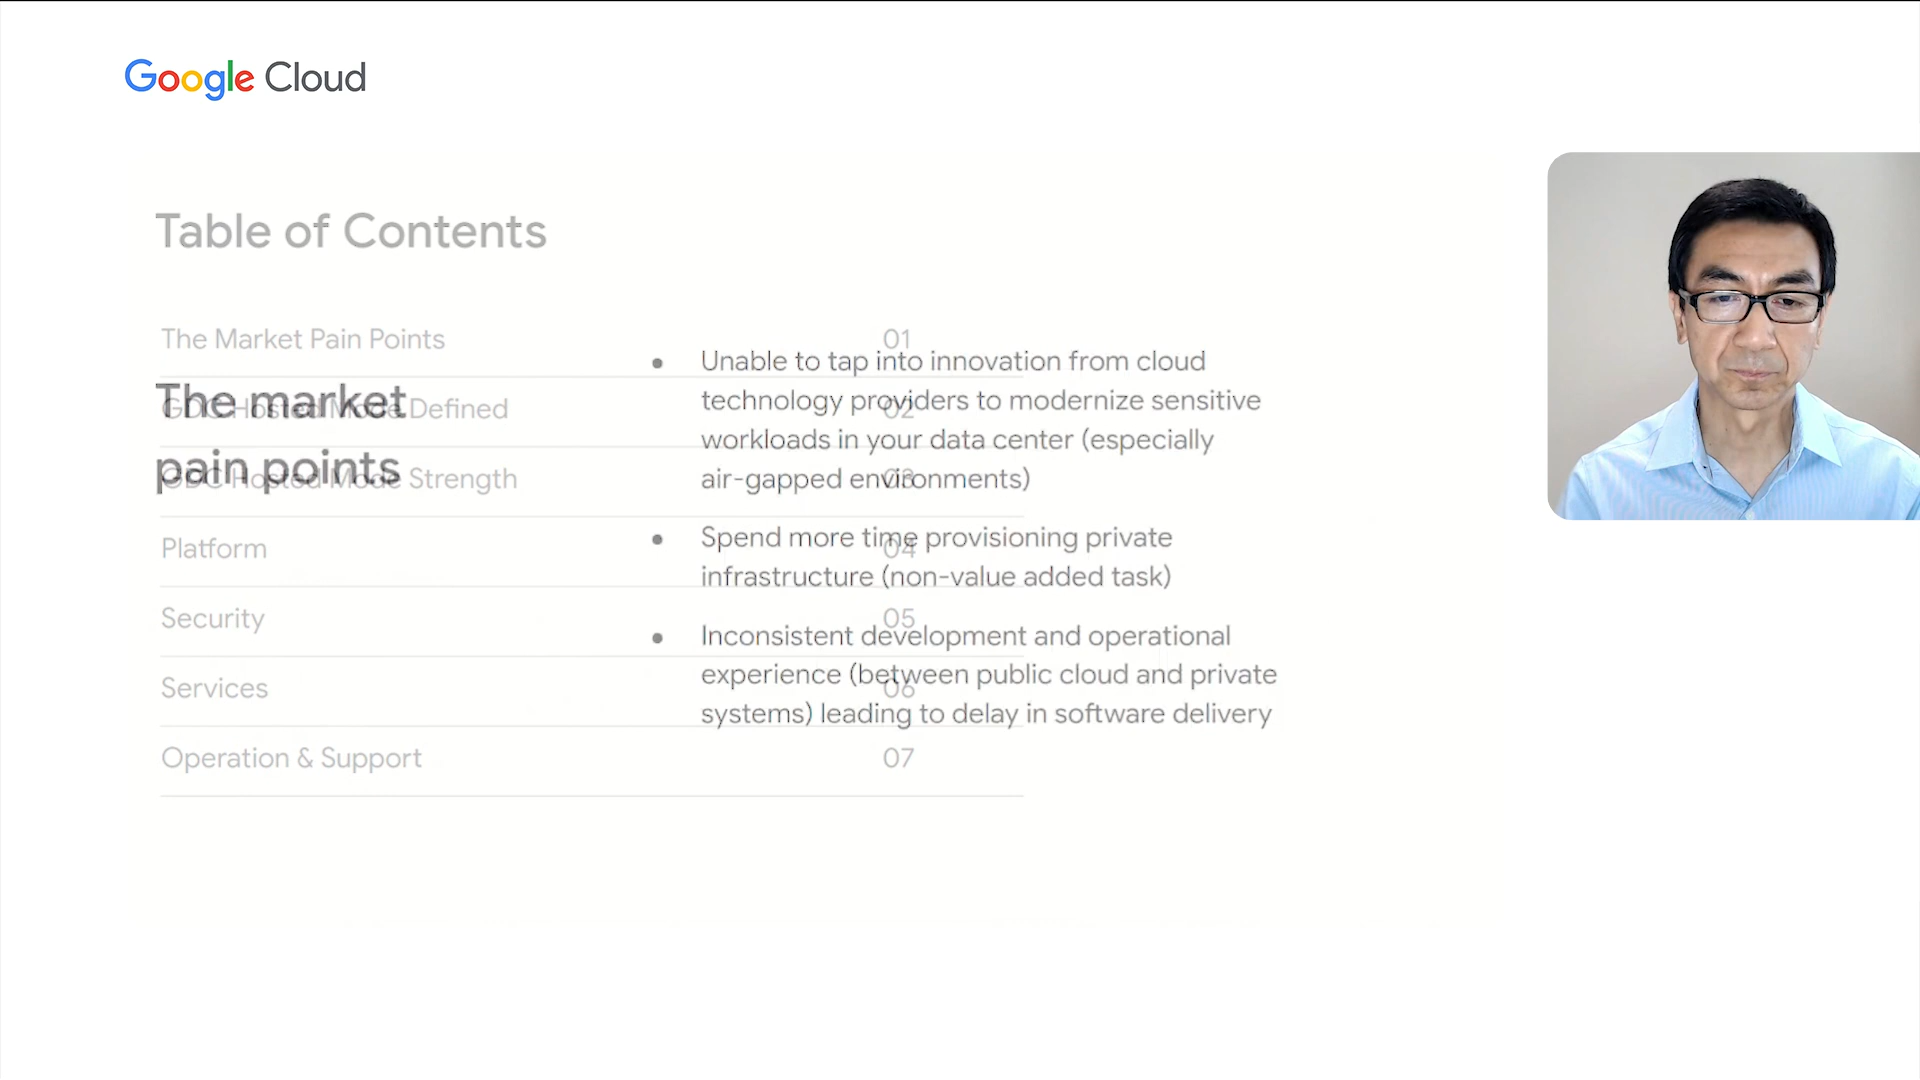 Google Cloud
Table of Contents
The Market Pain Points 01
GDC Hosted Mode Defined 02
GDC Hosted Mode Strength 03
Platform 04
Security 05
Services 06
Operation & Support 07
The market
pain points
• Unable to tap into innovation from cloud
technology providers to modernize sensitive
workloads in your data center (especially
air-gapped environments)
• Spend more time provisioning private
infrastructure (non-value added task)
• Inconsistent development and operational
experience (between public cloud and private
systems) leading to delay in software delivery